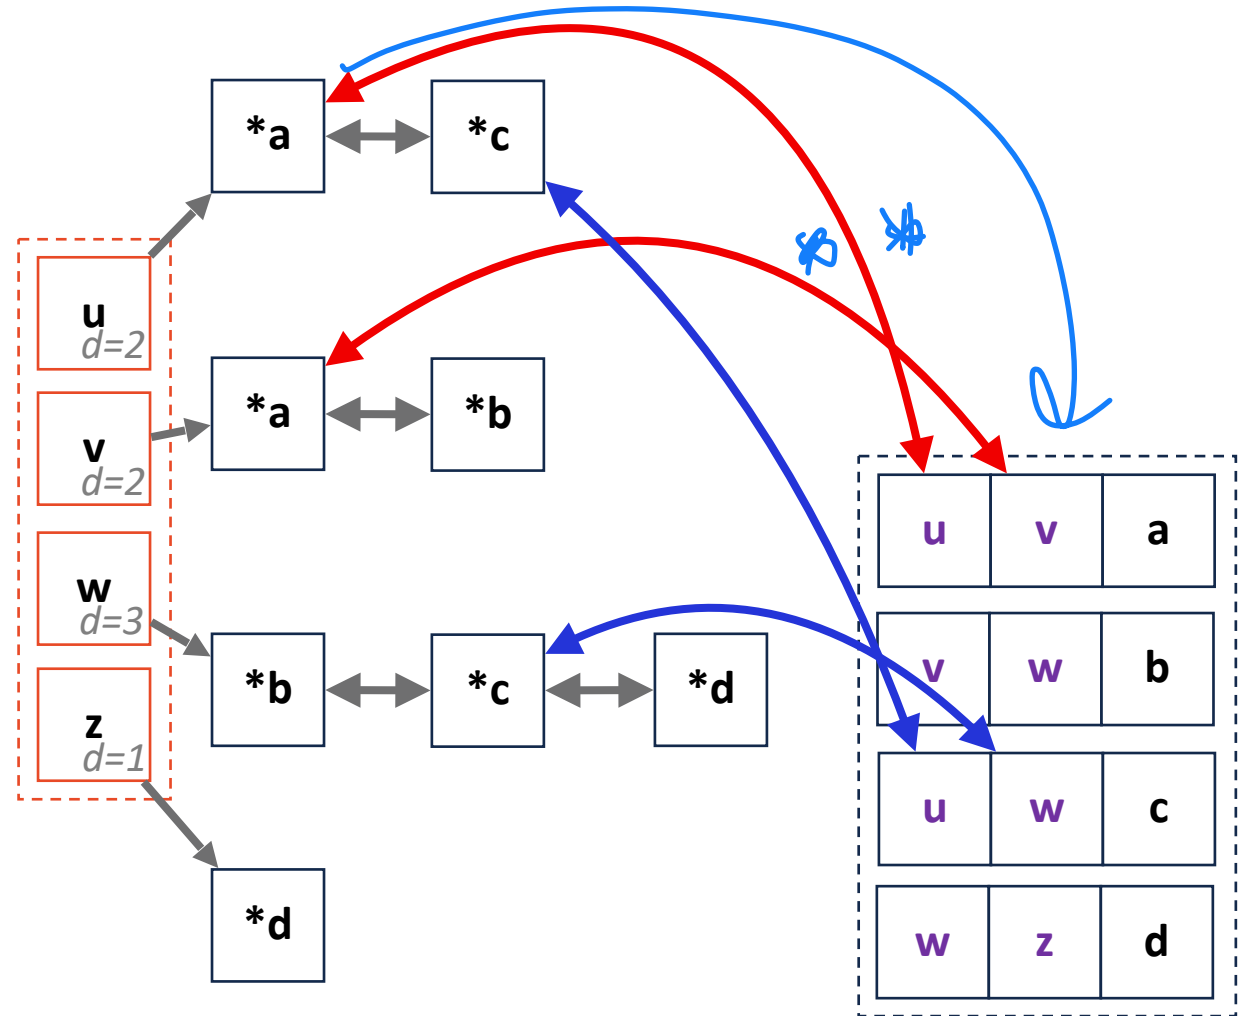 *a *c
u
d=2
*a *b
v
d=2
u v a
w
d=3
*b *c *d
v w b
z
d=1
u w c
*d
w z d